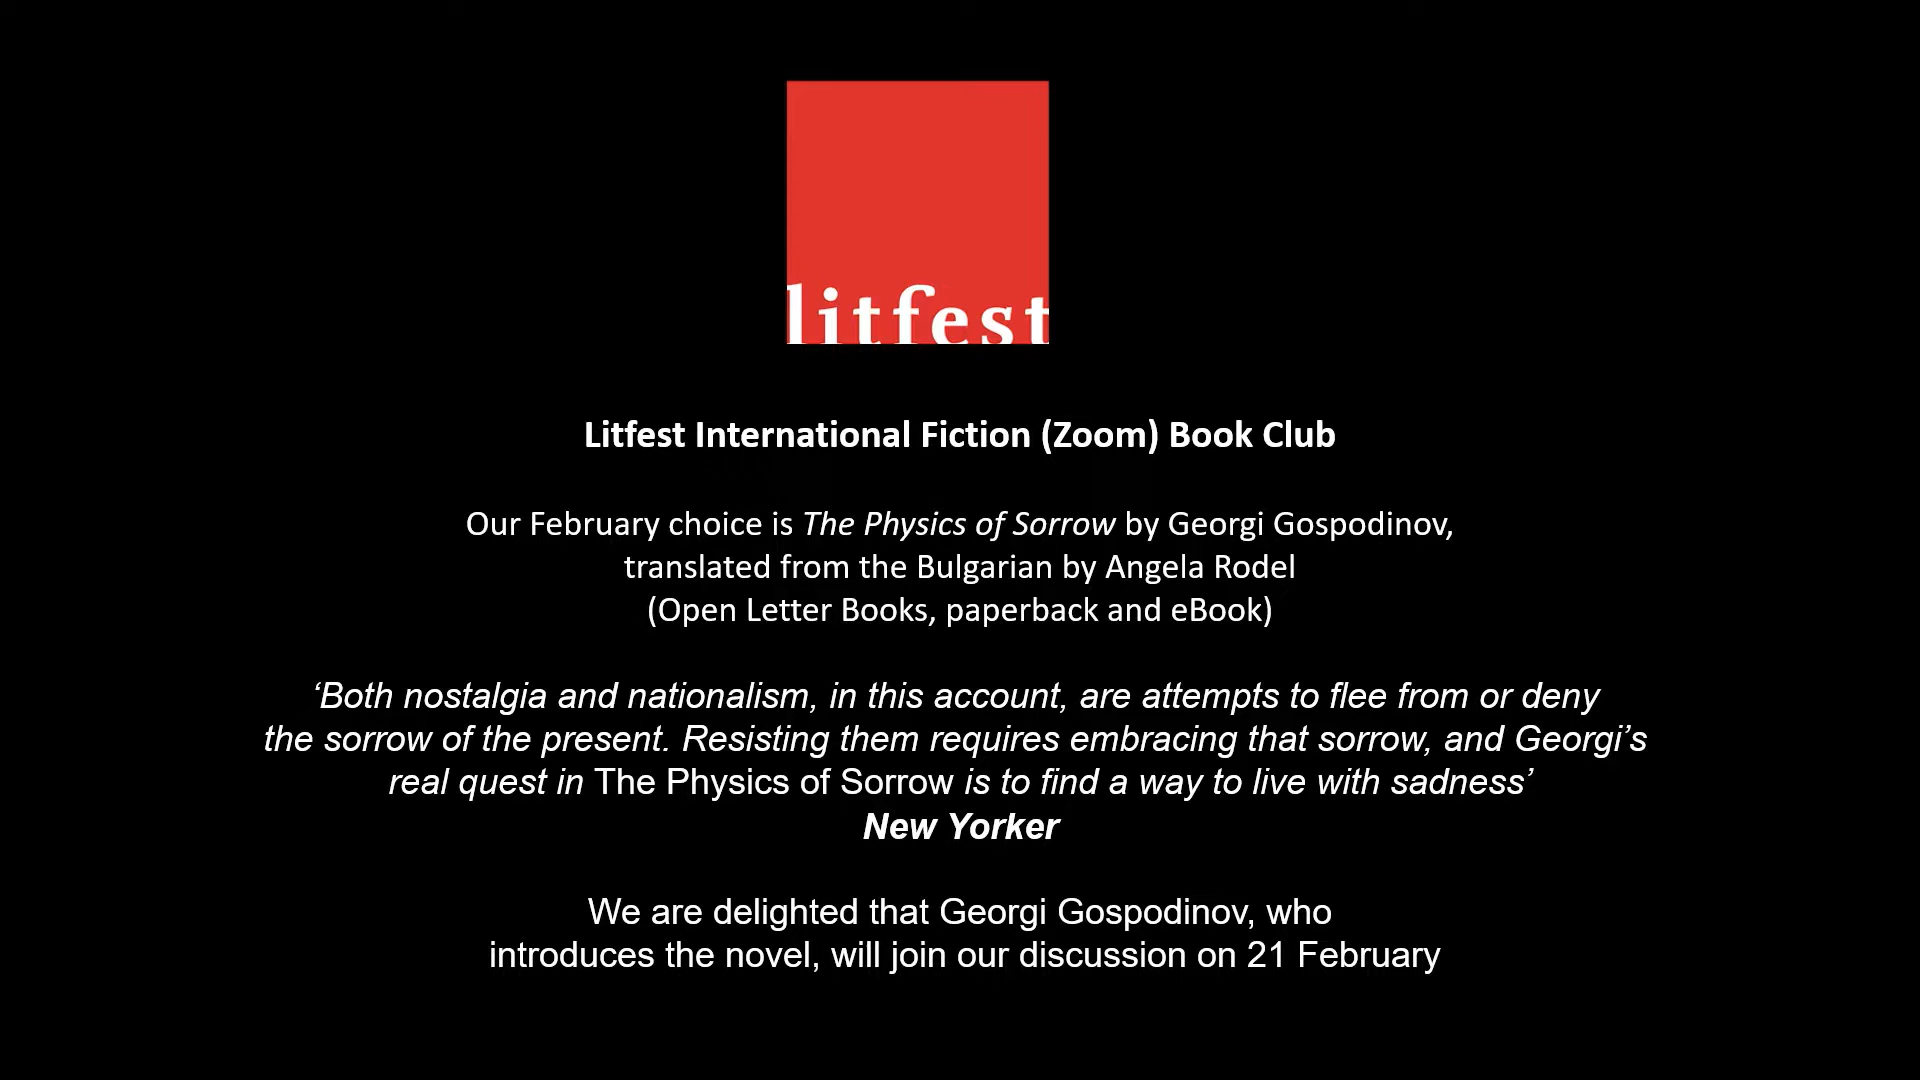 litfest
Litfest International Fiction (Zoom) Book Club
Our February choice is The Physics of Sorrow by Georgi Gospodinov,
translated from the Bulgarian by Angela Rodel
(Open Letter Books, paperback and eBook)
‘Both nostalgia and nationalism, in this account, are attempts to flee from or deny
the sorrow of the present. Resisting them requires embracing that sorrow, and Georgi’s
real quest in The Physics of Sorrow is to find a way to live with sadness’
New Yorker
We are delighted that Georgi Gospodinov, who
introduces the novel, will join our discussion on 21 February